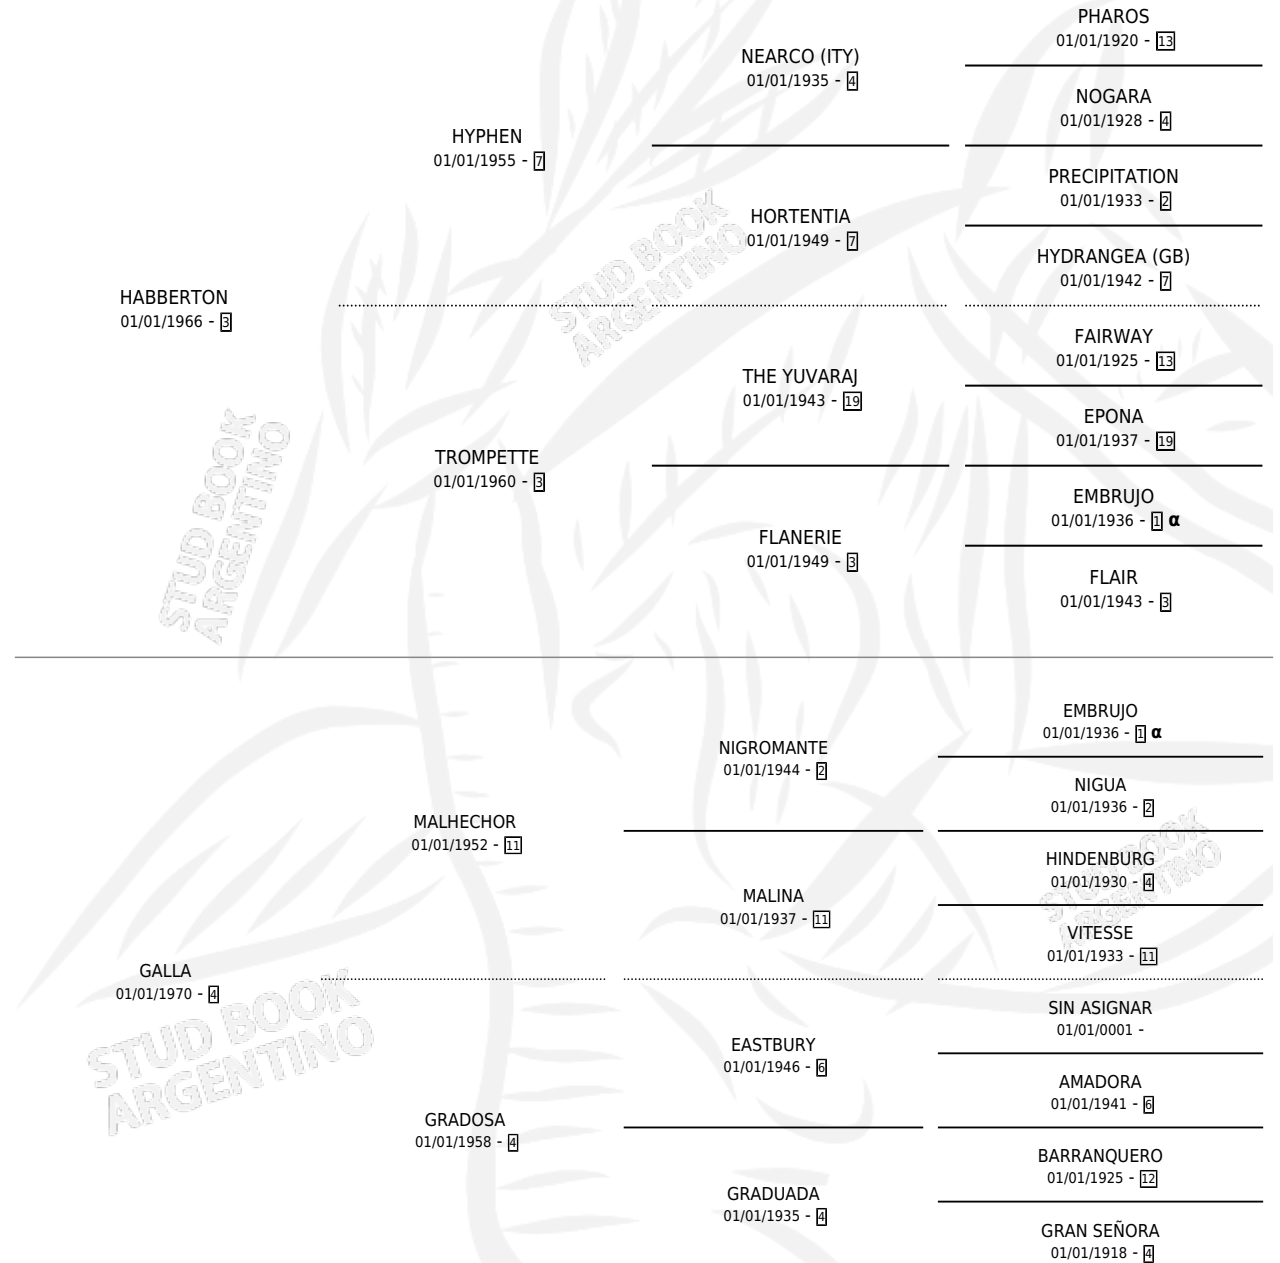 PHAROS
01/01/1920 - 13
NEARCO (ITY)
01/01/1935 - 4
NOGARA
01/01/1928 - 4
HYPHEN
01/01/1955 - 7
PRECIPITATION
01/01/1933 - 2
HORTENTIA
01/01/1949 - 7
HYDRANGEA (GB)
01/01/1942 - 7
HABBERTON
01/01/1966 - 3
FAIRWAY
01/01/1925 - 13
THE YUVARAJ
01/01/1943 - 19
EPONA
01/01/1937 - 19
TROMPETTE
01/01/1960 - 3
EMBRUJO
01/01/1936 - 1 α
FLANERIE
01/01/1949 - 3
FLAIR
01/01/1943 - 3
EMBRUJO
01/01/1936 - 1 α
NIGROMANTE
01/01/1944 - 2
NIGUA
01/01/1936 - 2
MALHECHOR
01/01/1952 - 11
HINDENBURG
01/01/1930 - 4
MALINA
01/01/1937 - 11
VITESSE
01/01/1933 - 11
GALLA
01/01/1970 - 4
SIN ASIGNAR
01/01/0001 -
EASTBURY
01/01/1946 - 6
AMADORA
01/01/1941 - 6
GRADOSA
01/01/1958 - 4
BARRANQUERO
01/01/1925 - 12
GRADUADA
01/01/1935 - 4
GRAN SEÑORA
01/01/1918 - 4
STUD BOOK
ARGENTINO
STUD BOOK
ARGENTINO
STUD BOOK
ARGENTINO
STUD BOOK
ARGENTINO